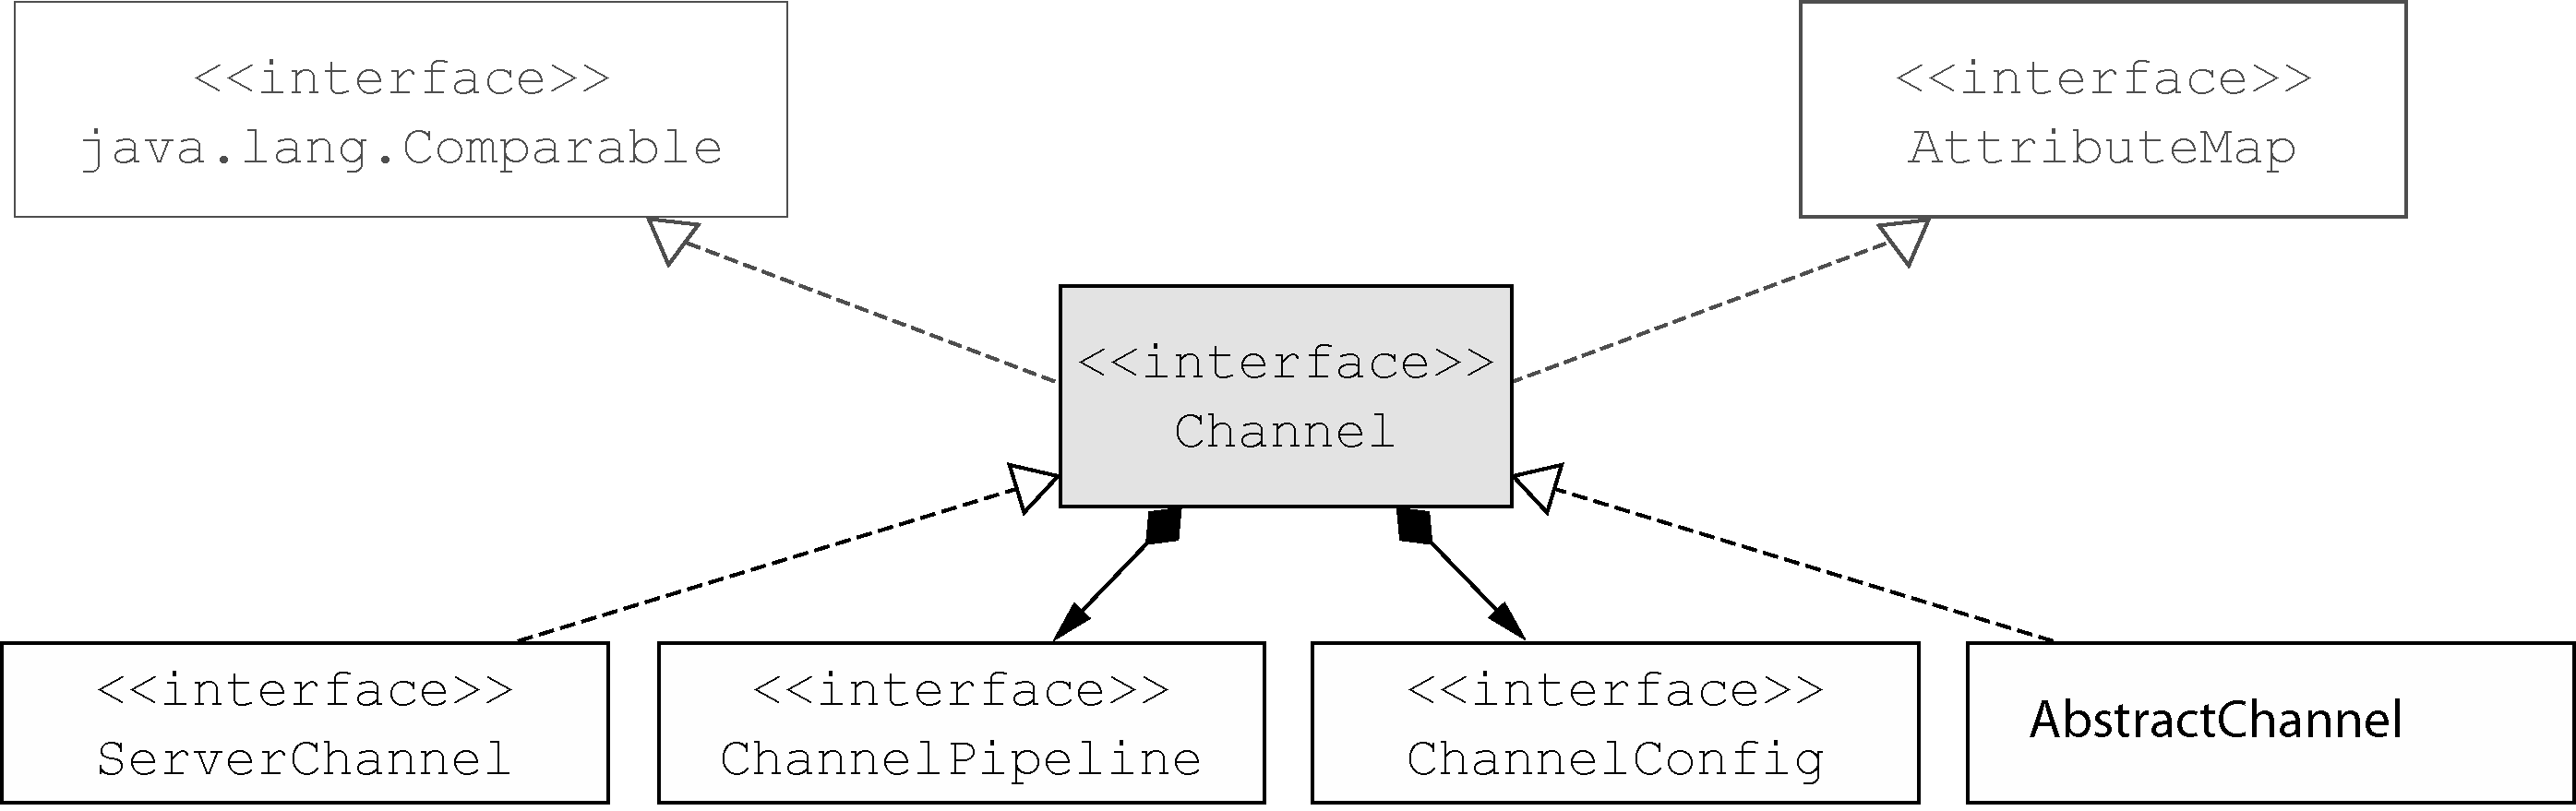 <<interface>>
java.lang.Comparable
<<interface>>
AttributeMap
<<interface>>
Channel
<<interface>>
ServerChannel
<<interface>>
ChannelPipeline
<<interface>>
ChannelConfig
AbstractChannel